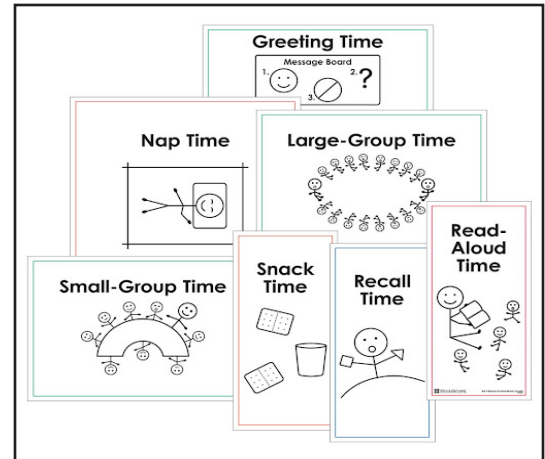 Greeting Time
Message Board
1.
2. ?
3.
Nap Time
Large-Group Time
Small-Group Time
Snack
Time
Recall
Time
Read-
Aloud
Time